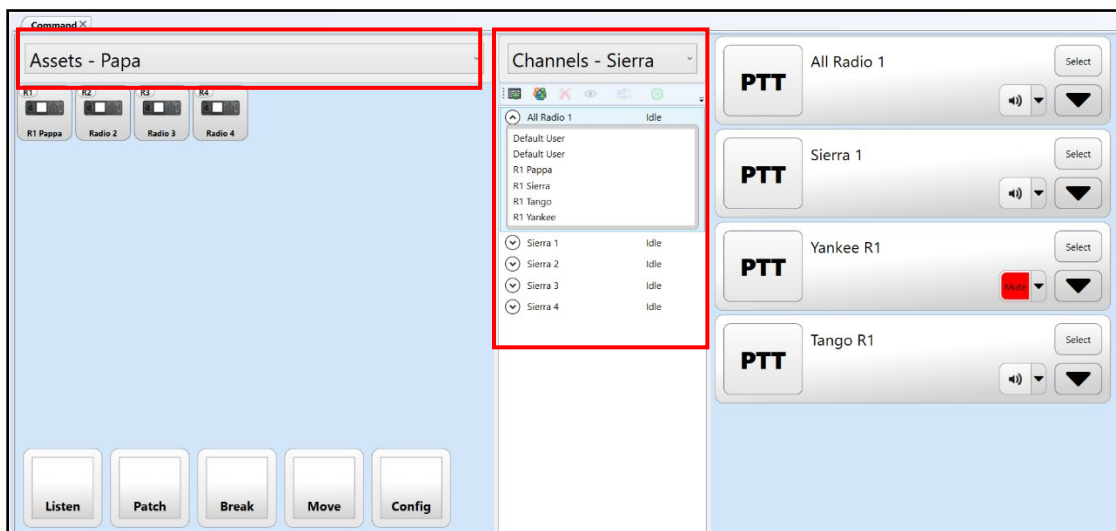 Command
Assets - Papa
R1 R2 R3 R4
R1 Pappa Radio 2 Radio 3 Radio 4
Listen Patch Break Move Config
Channels - Sierra
All Radio 1 Idle
Default User
Default User
R1 Pappa
R1 Sierra
R1 Tango
R1 Yankee
Sierra 1 Idle
Sierra 2 Idle
Sierra 3 Idle
Sierra 4 Idle
PTT All Radio 1 Select
PTT Sierra 1 Select
PTT Yankee R1 Select
Mute
PTT Tango R1 Select